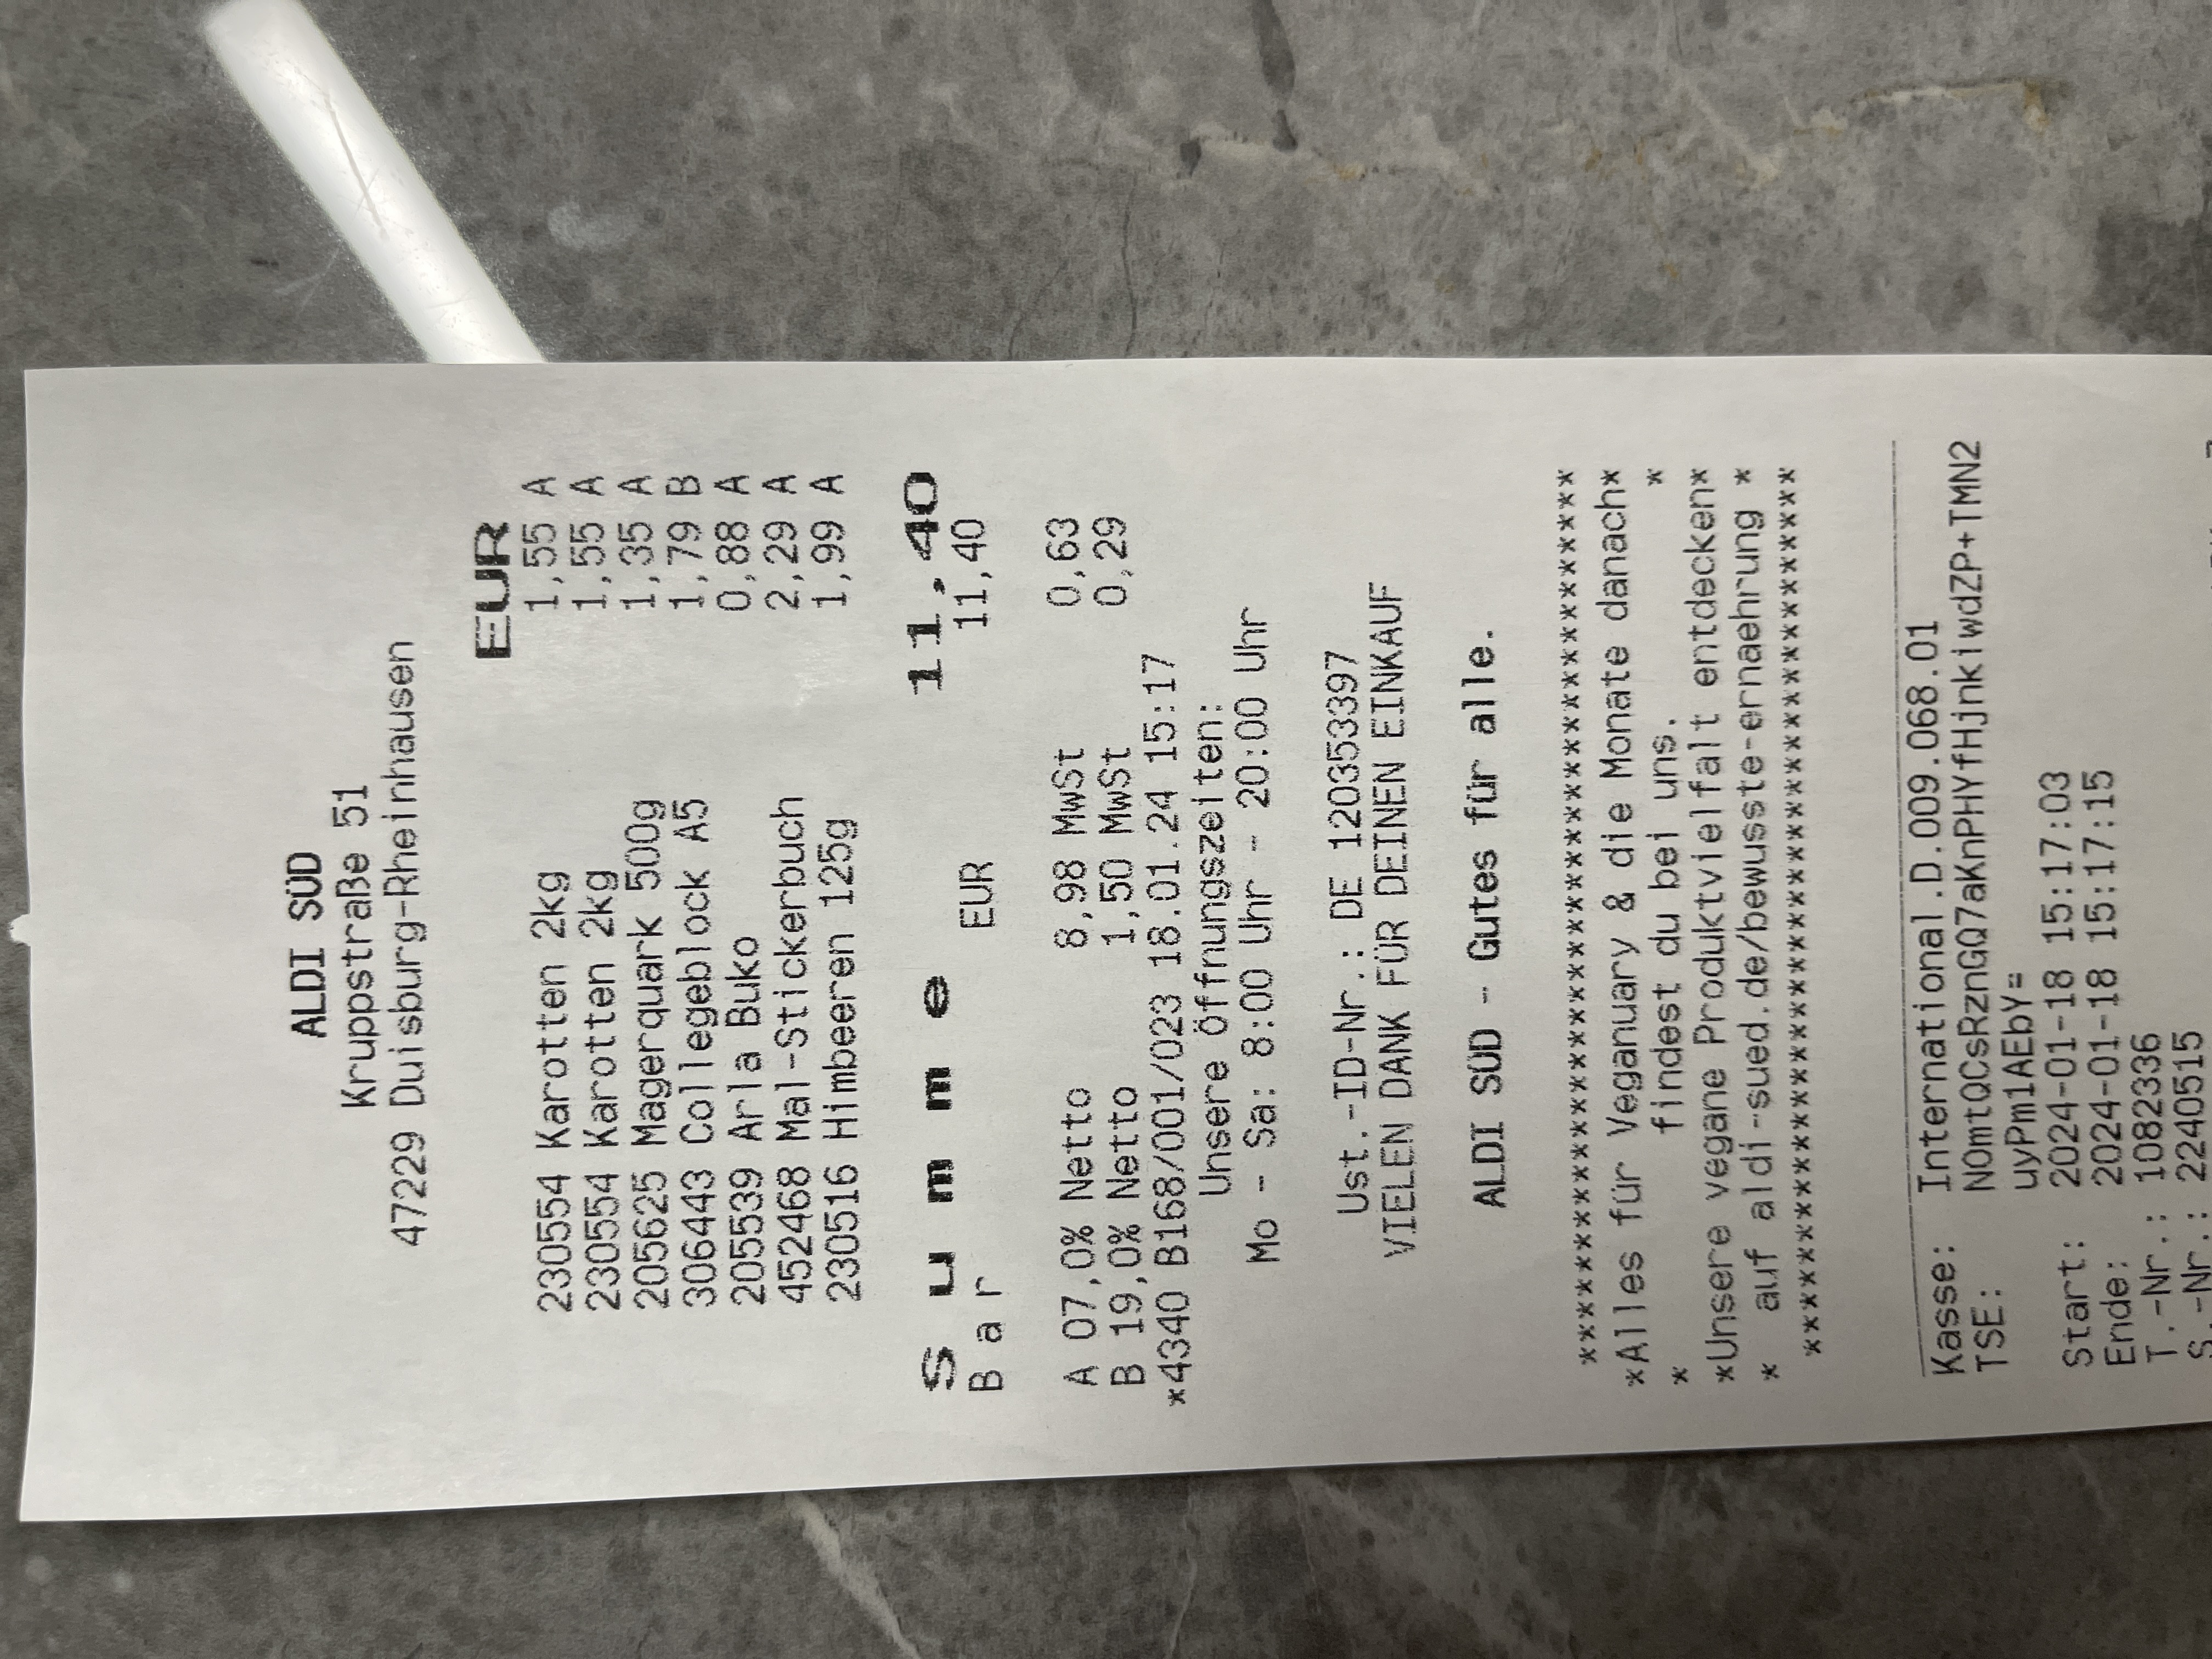 ALDI SÜD
Kruppstraße 51
47229 Duisburg-Rheinhausen
EUR
230554 Karotten 2kg 1,55 A
230554 Karotten 2kg 1,55 A
205625 Magerquark 500g 1,35 A
306443 Collegeblock A5 1,79 B
205539 Arla Buko 0,88 A
452468 Mal-Stickerbuch 2,29 A
230516 Himbeeren 125g 1,99 A
Summe 11,40
Bar EUR 11,40
A 07,0% Netto 8,98 MwSt 0,63
B 19,0% Netto 1,50 MwSt 0,29
*4340 B168/001/023 18.01.24 15:17
Unsere Öffnungszeiten:
Mo - Sa: 8:00 Uhr - 20:00 Uhr
Ust.-ID-Nr.: DE 120353397
VIELEN DANK FÜR DEINEN EINKAUF
ALDI SÜD - Gutes für alle.
****************************************
*Alles für Veganuary & die Monate danach*
* findest du bei uns. *
*Unsere vegane Produktvielfalt entdecken*
* auf aldi-sued.de/bewusste-ernaehrung *
****************************************
Kasse: International.D.009.068.01
TSE: NOmtQCsRznGQ7aKnPHYfHjnkiwdZP+TMN2
uyPm1AEbY=
Start: 2024-01-18 15:17:03
Ende: 2024-01-18 15:17:15
T.-Nr.: 1082336
S.-Nr.: 2240515